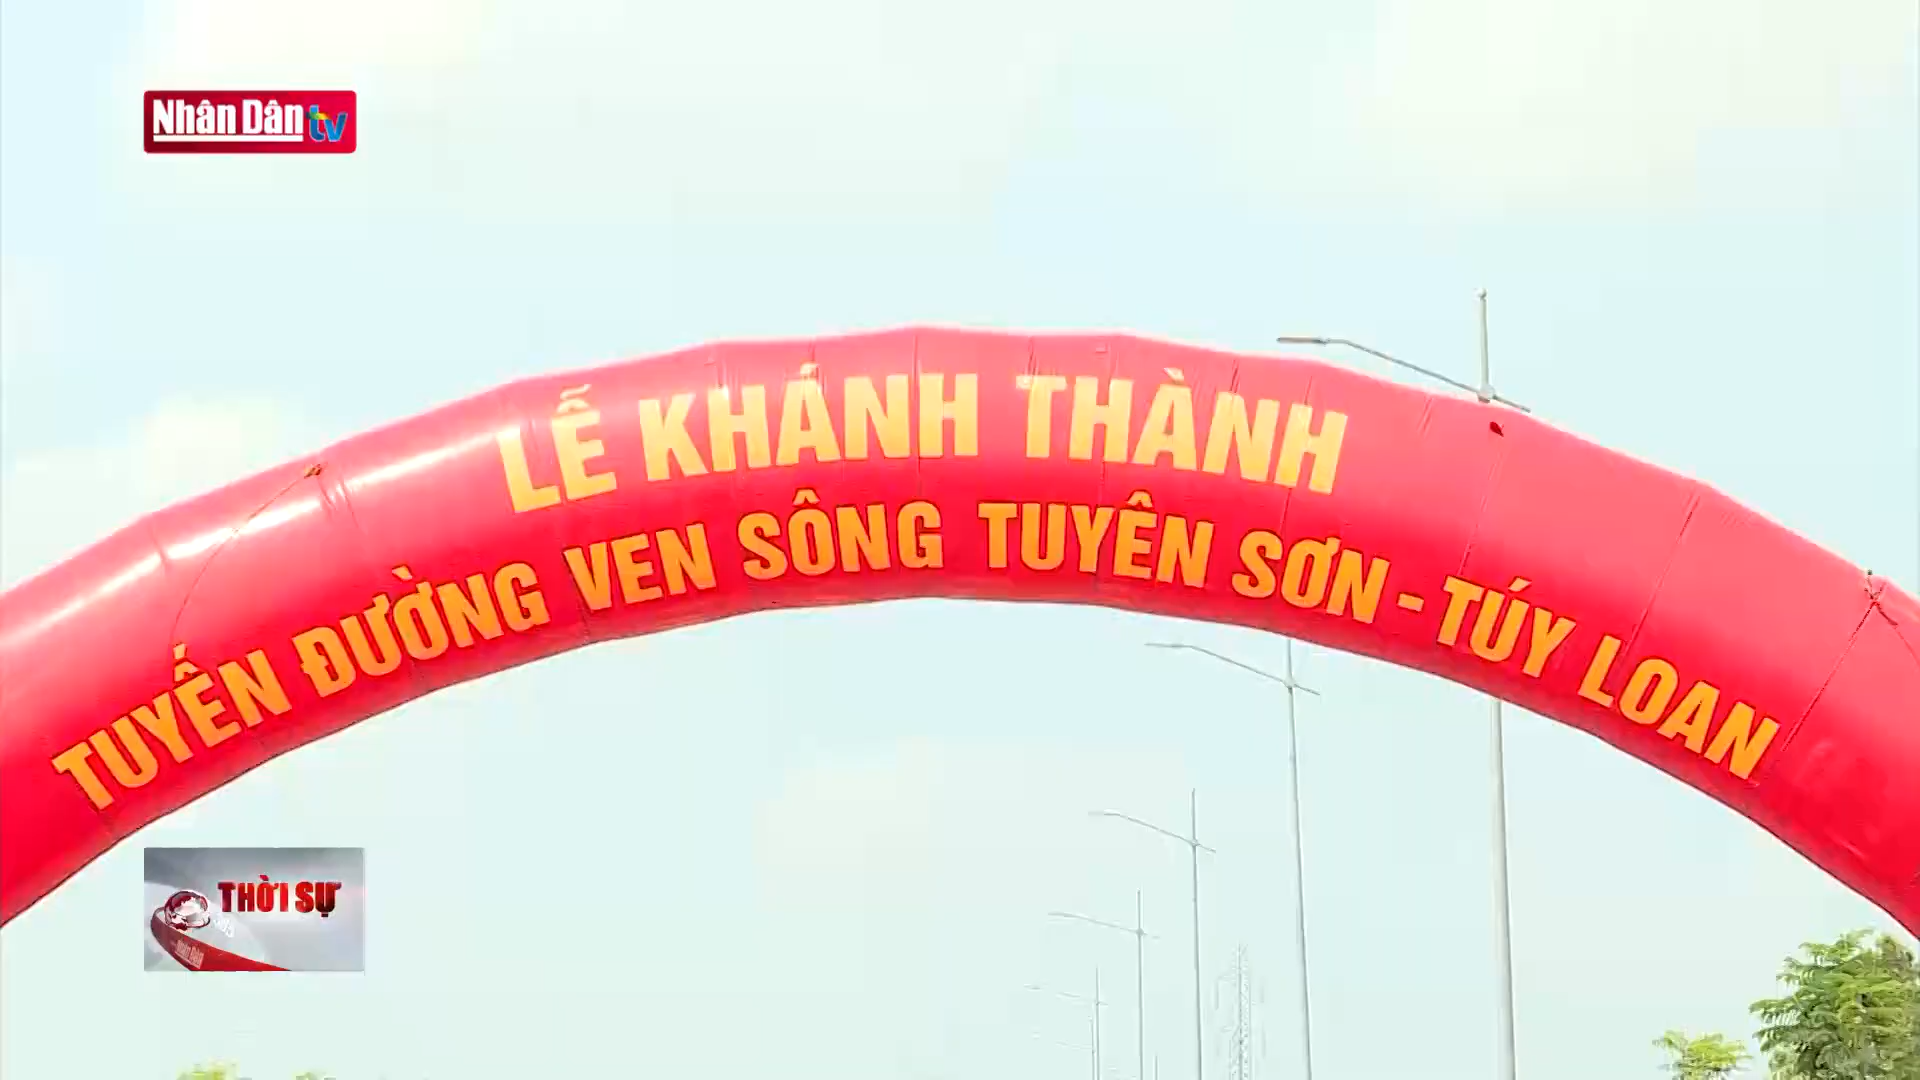 Nhân Dân tv
LỄ KHÁNH THÀNH
TUYẾN ĐƯỜNG VEN SÔNG TUYÊN SƠN - TÚY LOAN
THỜI SỰ